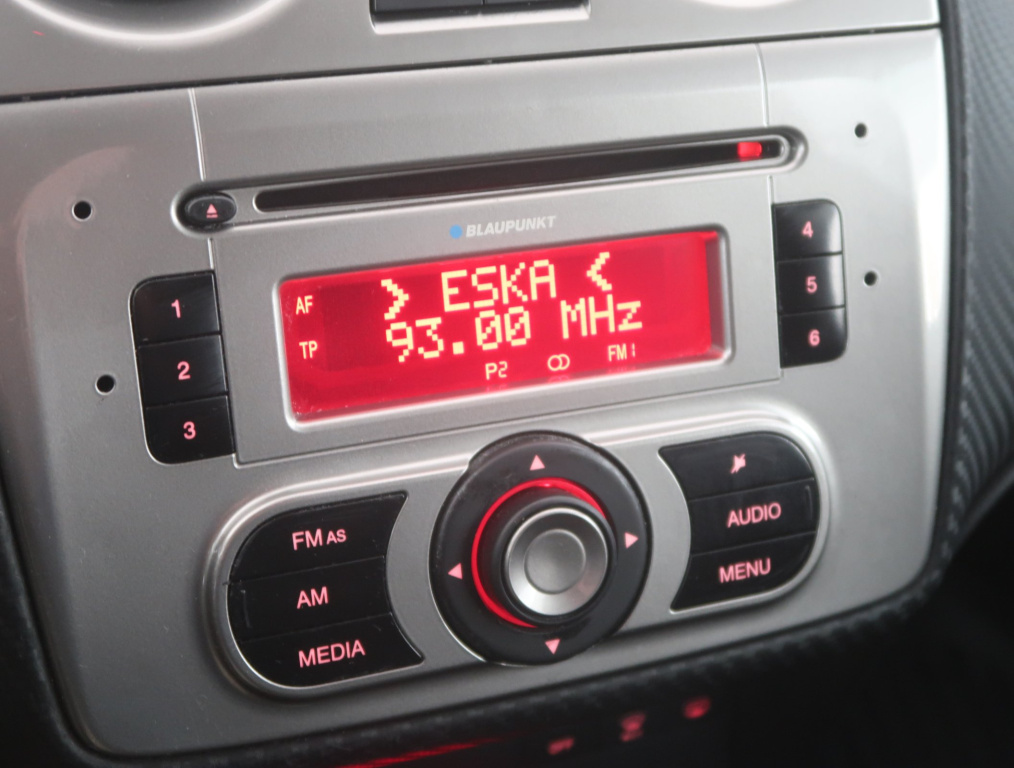 BLAUPUNKT
AF
> ESKA <
TP
93.00 MHz
P2
FM1
1
2
3
4
5
6
FM AS
AM
MEDIA
AUDIO
MENU